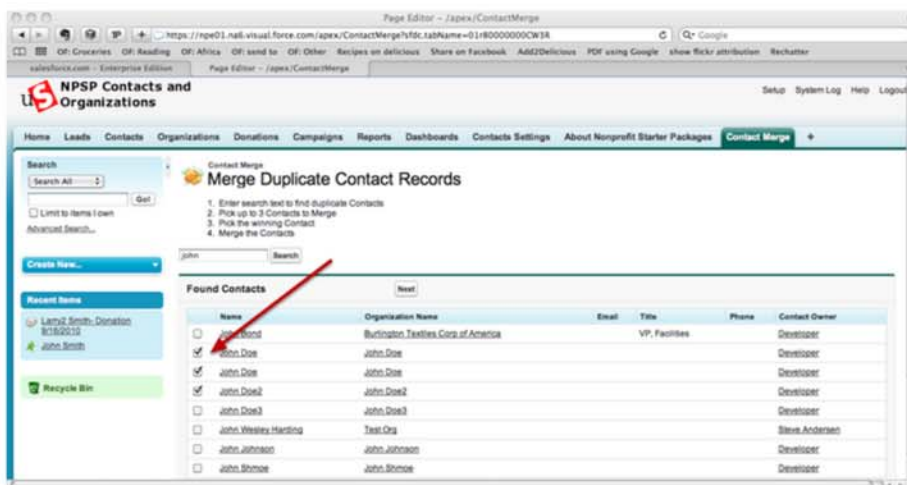 Page Editor - /apex/ContactMerge
https://npe01.na8.visual.force.com/apex/ContactMerge?sfdc.tabName=01r80000000CW3R
Google
OF: Groceries OF: Reading OF: Africa OF: send to OF: Other Recipes on delicious Share on Facebook Add2Delicious PDF using Google show flickr attribution Rechatter
salesforce.com - Enterprise Edition Page Editor - /apex/ContactMerge
us NPSP Contacts and
Organizations
Setup System Log Help Logout
Home Leads Contacts Organizations Donations Campaigns Reports Dashboards Contacts Settings About Nonprofit Starter Packages Contact Merge +
Search
Search All
Go!
Limit to items I own
Advanced Search...
Create New...
Recent Items
Larry2 Smith- Donation
9/18/2010
John Smith
Recycle Bin
Contact Merge
Merge Duplicate Contact Records
1. Enter search text to find duplicate Contacts
2. Pick up to 3 Contacts to Merge
3. Pick the winning Contact
4. Merge the Contacts
john Search
Found Contacts Next
Name Organization Name Email Title Phone Contact Owner
John Bond Burlington Textiles Corp of America VP, Facilities Developer
John Doe John Doe Developer
John Doe John Doe Developer
John Doe2 John Doe2 Developer
John Doe3 John Doe3 Developer
John Wesley Harding Test Org Steve Andersen
John Johnson John Johnson Developer
John Shmoe John Shmoe Developer